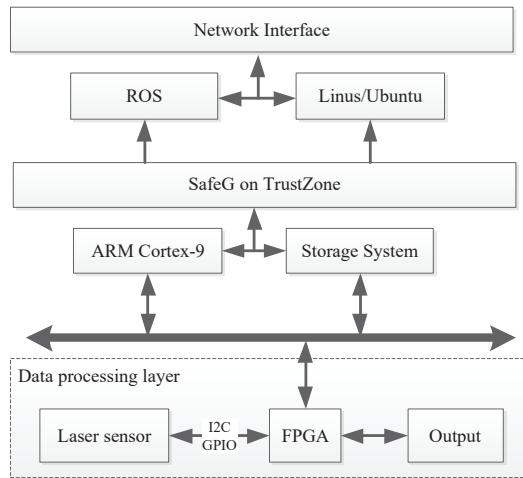 Network Interface
ROS
Linus/Ubuntu
SafeG on TrustZone
ARM Cortex-9
Storage System
Data processing layer
Laser sensor
I2C
GPIO
FPGA
Output